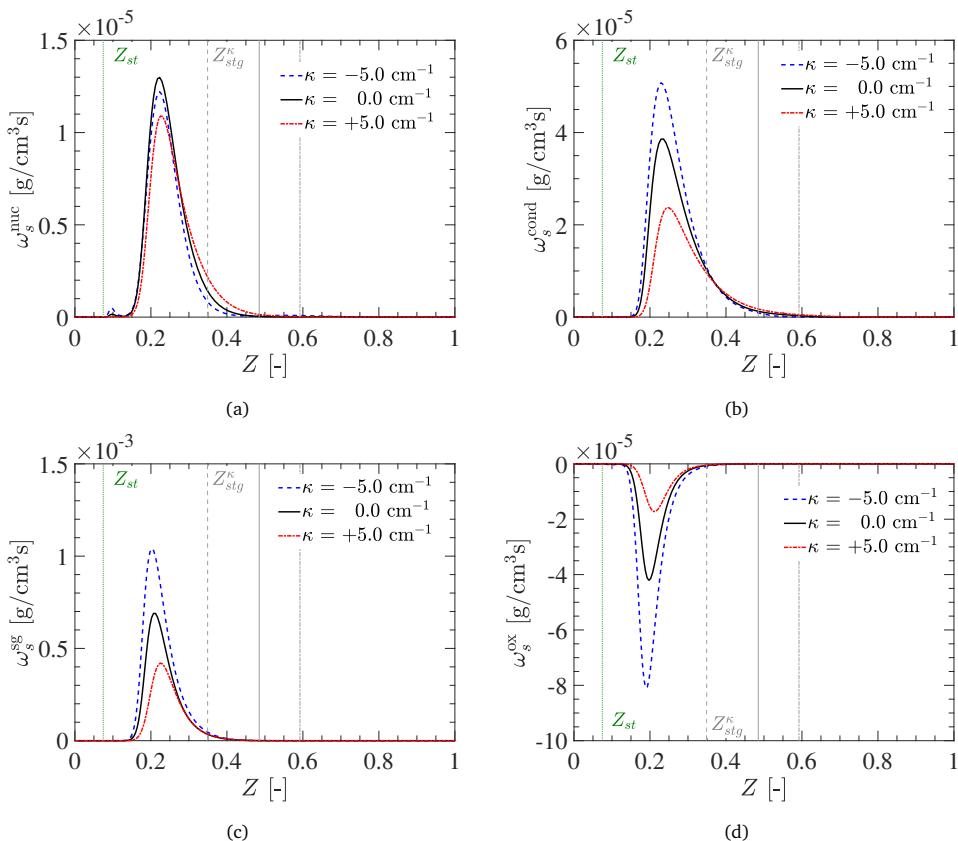 ×10⁻⁵
Z_st
Z_stg^κ
κ = −5.0 cm⁻¹
κ = 0.0 cm⁻¹
κ = +5.0 cm⁻¹
1.5
1
0.5
0
ω_s^nuc [g/cm³s]
0 0.2 0.4 0.6 0.8 1
Z [-]
(a)
×10⁻⁵
Z_st
Z_stg^κ
κ = −5.0 cm⁻¹
κ = 0.0 cm⁻¹
κ = +5.0 cm⁻¹
6
4
2
0
ω_s^cond [g/cm³s]
0 0.2 0.4 0.6 0.8 1
Z [-]
(b)
×10⁻³
Z_st
Z_stg^κ
κ = −5.0 cm⁻¹
κ = 0.0 cm⁻¹
κ = +5.0 cm⁻¹
1.5
1
0.5
0
ω_s^sg [g/cm³s]
0 0.2 0.4 0.6 0.8 1
Z [-]
(c)
×10⁻⁵
κ = −5.0 cm⁻¹
κ = 0.0 cm⁻¹
κ = +5.0 cm⁻¹
0
-2
-4
-6
-8
-10
ω_s^ox [g/cm³s]
Z_st
Z_stg^κ
0 0.2 0.4 0.6 0.8 1
Z [-]
(d)